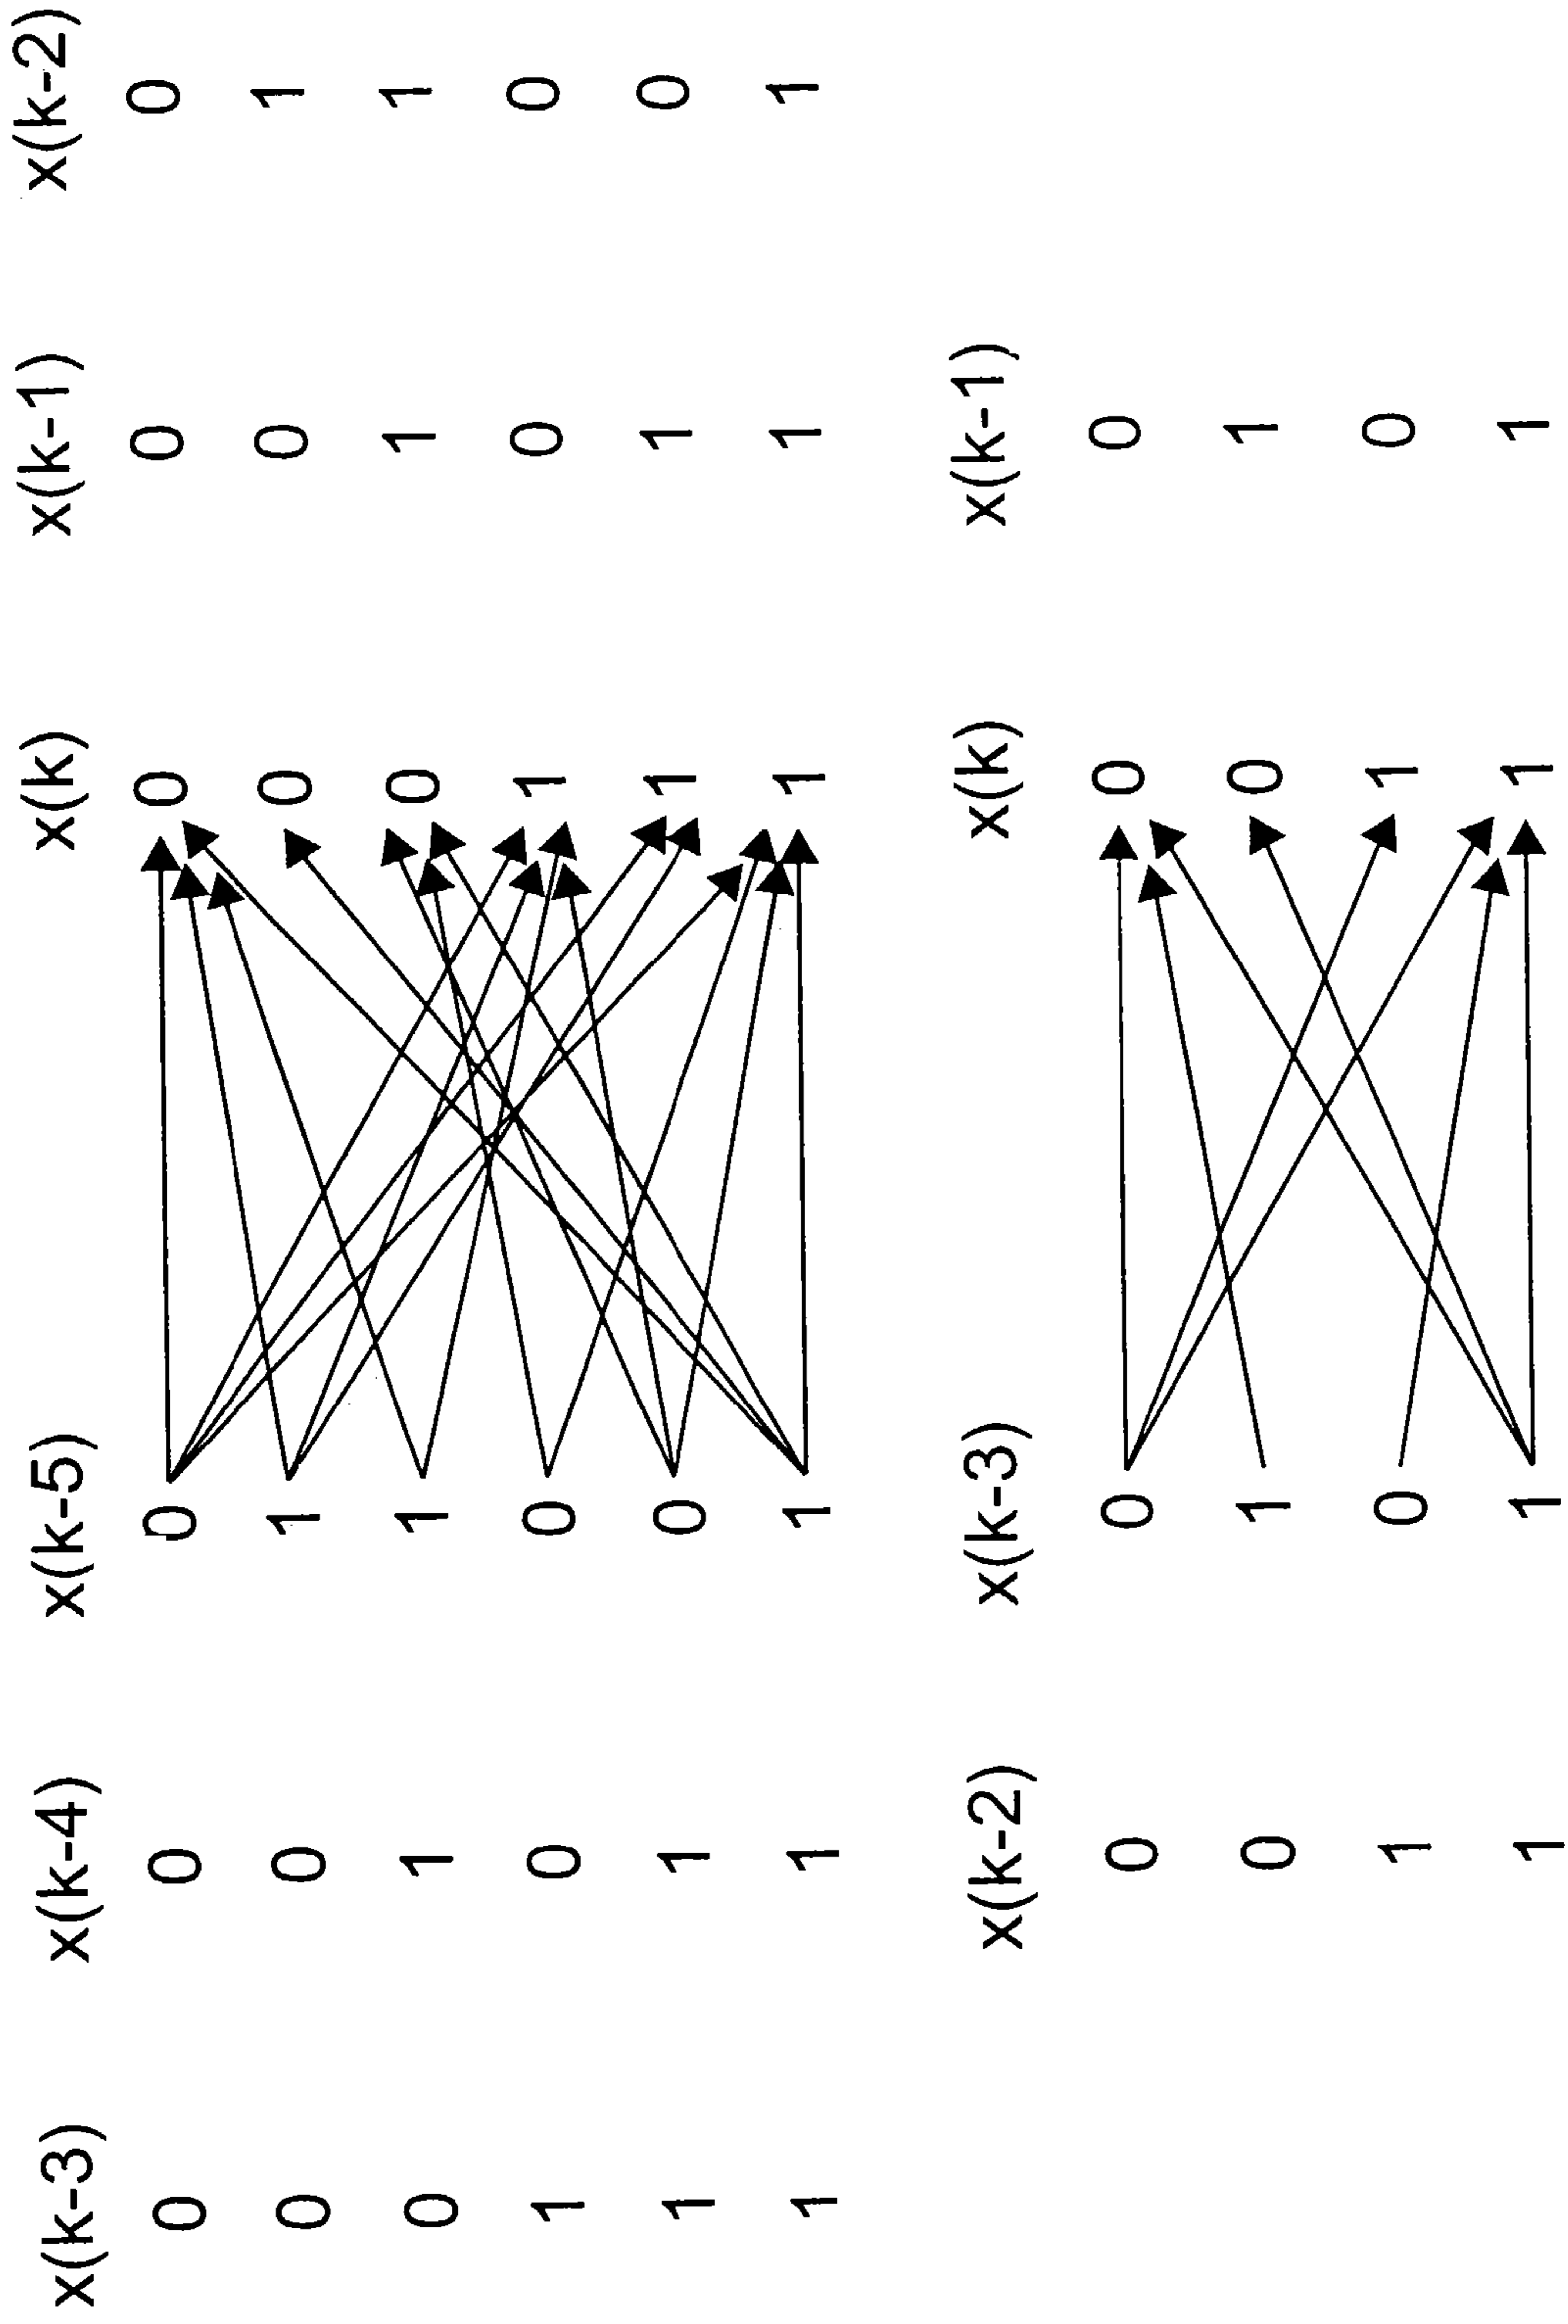 x(k-3) x(k-4) x(k-5) x(k) x(k-1) x(k-2)
0 0 0 0 0 0
0 0 1 0 0 1
0 1 1 0 1 1
1 0 0 1 0 0
1 1 0 1 1 0
1 1 1 1 1 1
x(k-2) x(k-3) x(k) x(k-1)
0 0 0 0
0 1 0 1
1 0 1 0
1 1 1 1